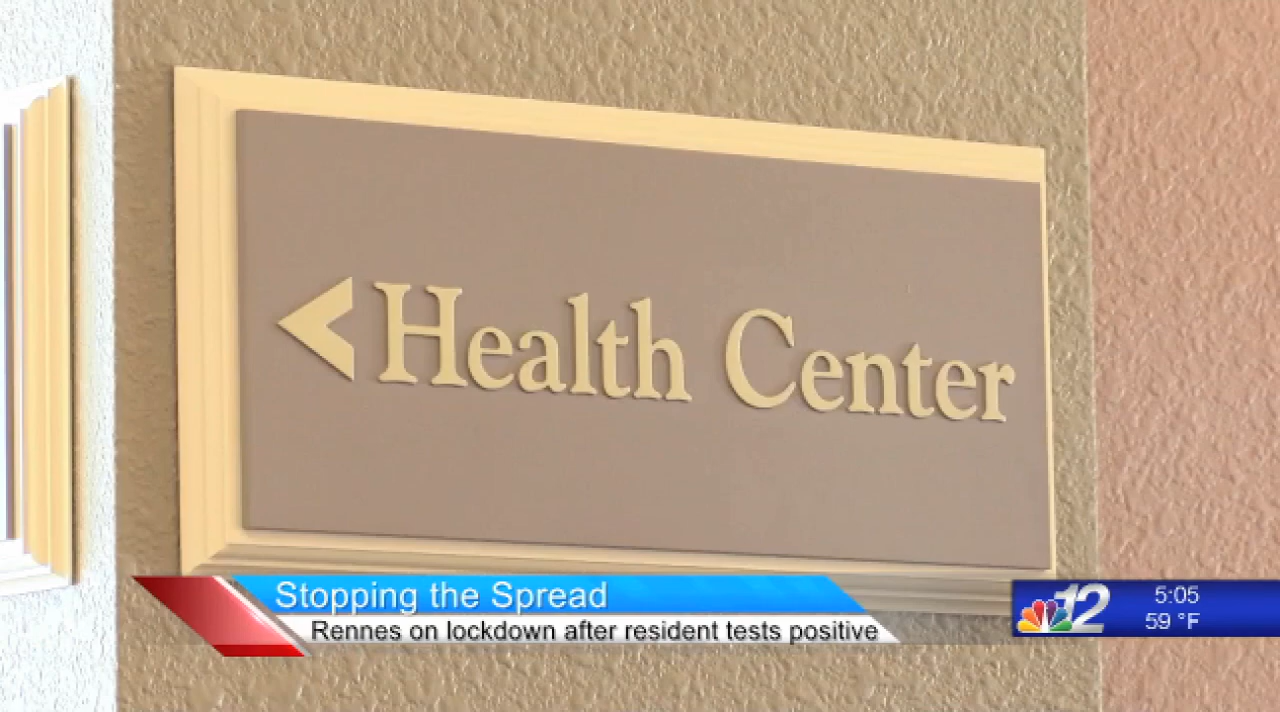 Health Center
Stopping the Spread
Rennes on lockdown after resident tests positive
12
5:05
59 °F